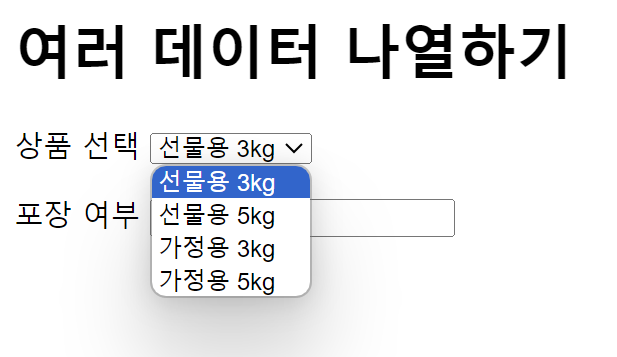 여러 데이터 나열하기
상품 선택 선물용 3kg
선물용 3kg
포장 여부 선물용 5kg
가정용 3kg
가정용 5kg